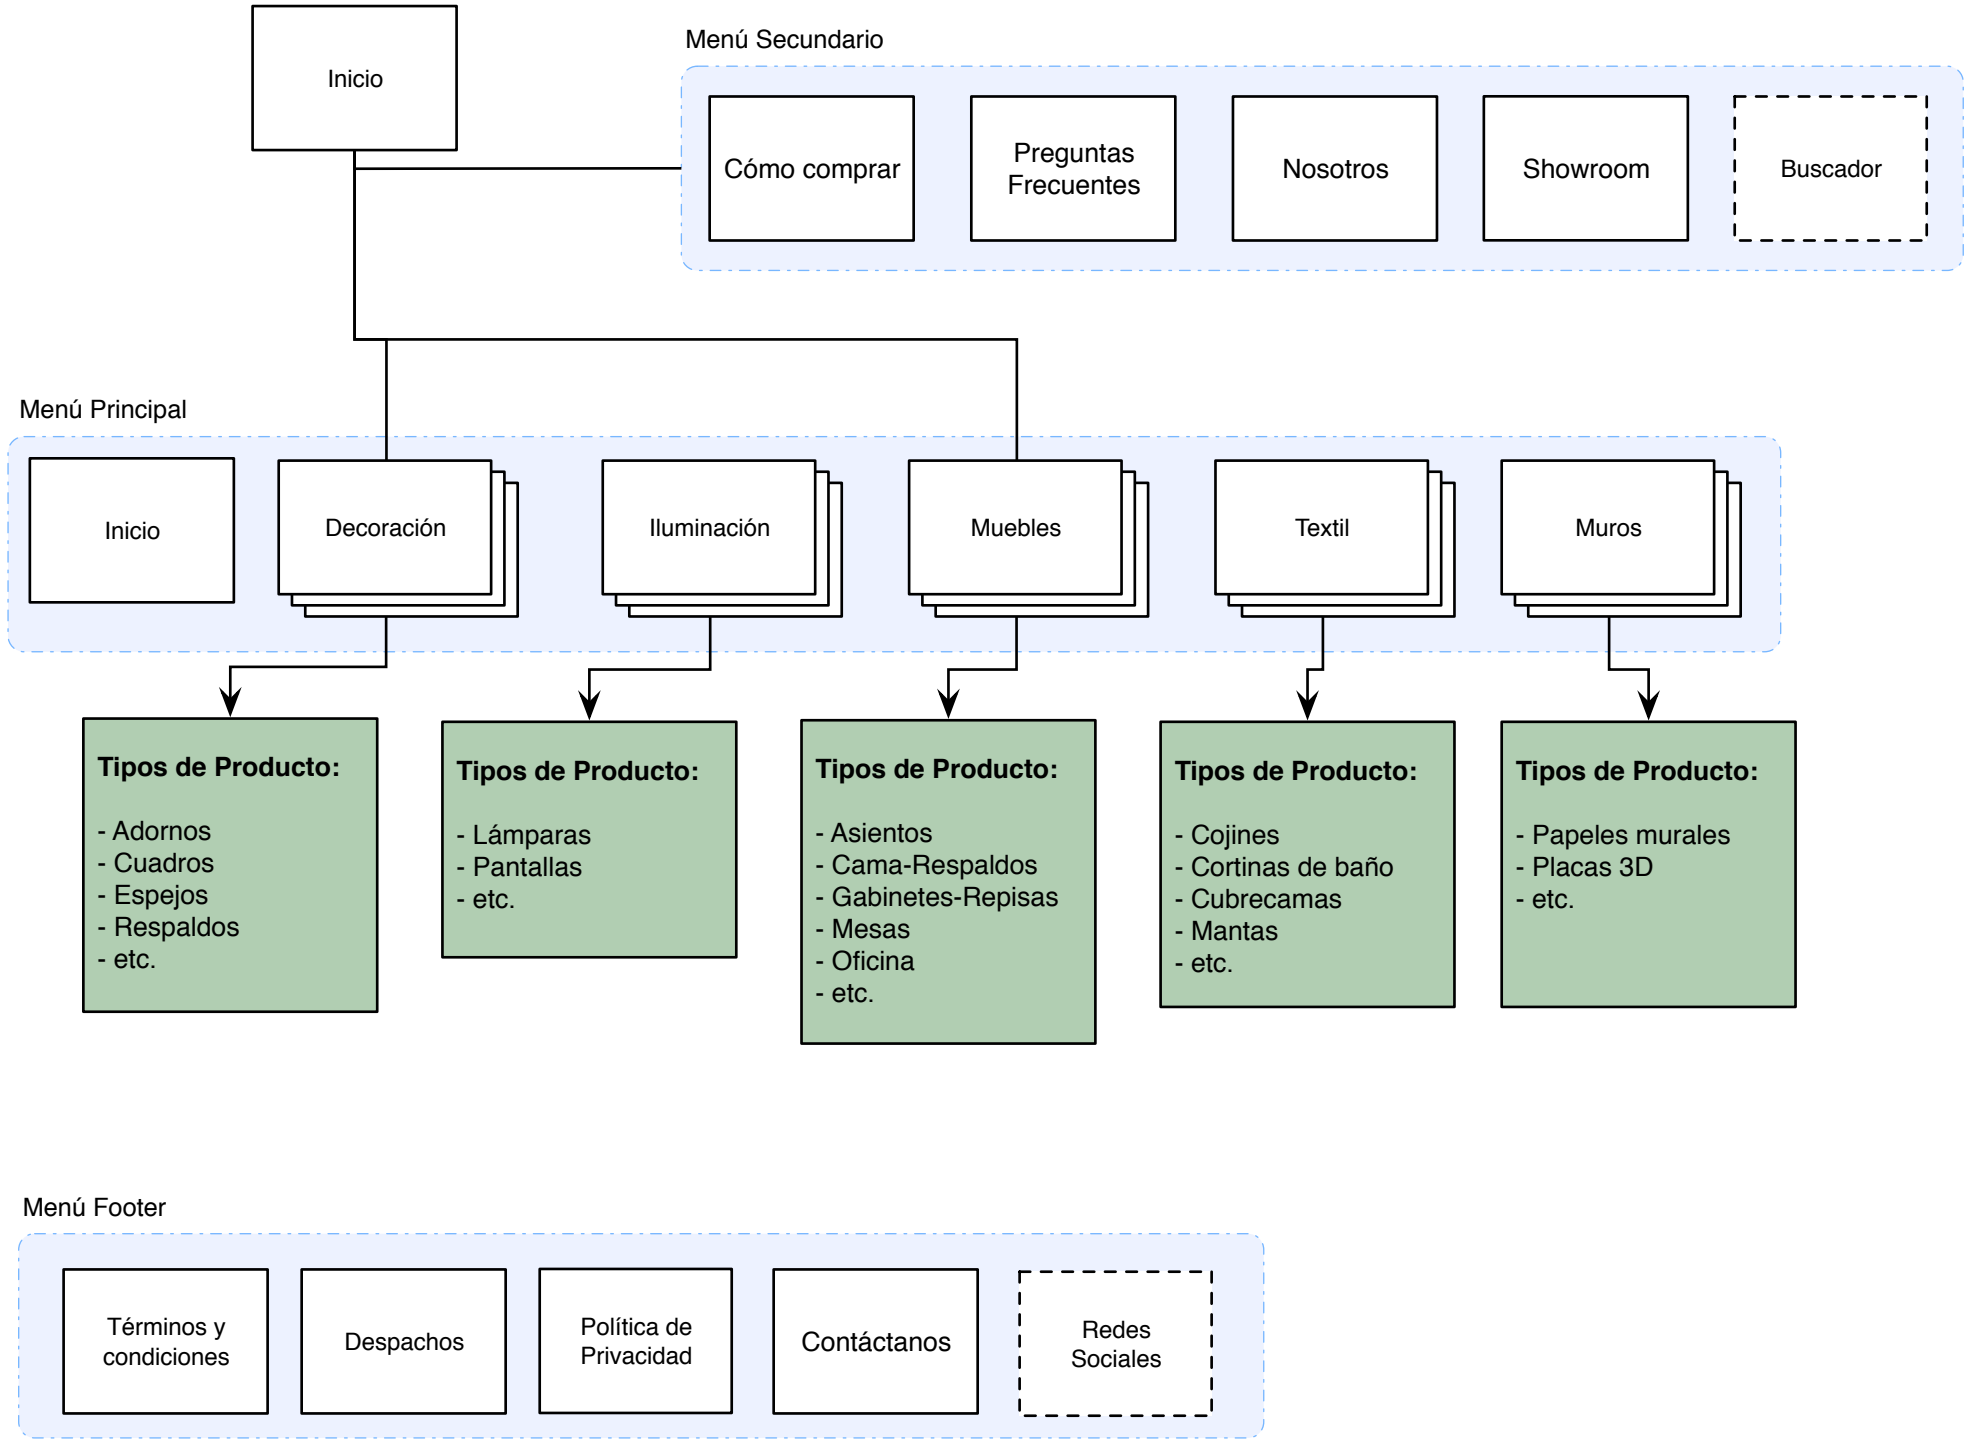 Inicio
Menú Secundario
Cómo comprar
Preguntas
Frecuentes
Nosotros
Showroom
Buscador
Menú Principal
Inicio
Decoración
Iluminación
Muebles
Textil
Muros
Tipos de Producto:
- Adornos
- Cuadros
- Espejos
- Respaldos
- etc.
Tipos de Producto:
- Lámparas
- Pantallas
- etc.
Tipos de Producto:
- Asientos
- Cama-Respaldos
- Gabinetes-Repisas
- Mesas
- Oficina
- etc.
Tipos de Producto:
- Cojines
- Cortinas de baño
- Cubrecamas
- Mantas
- etc.
Tipos de Producto:
- Papeles murales
- Placas 3D
- etc.
Menú Footer
Términos y
condiciones
Despachos
Política de
Privacidad
Contáctanos
Redes
Sociales